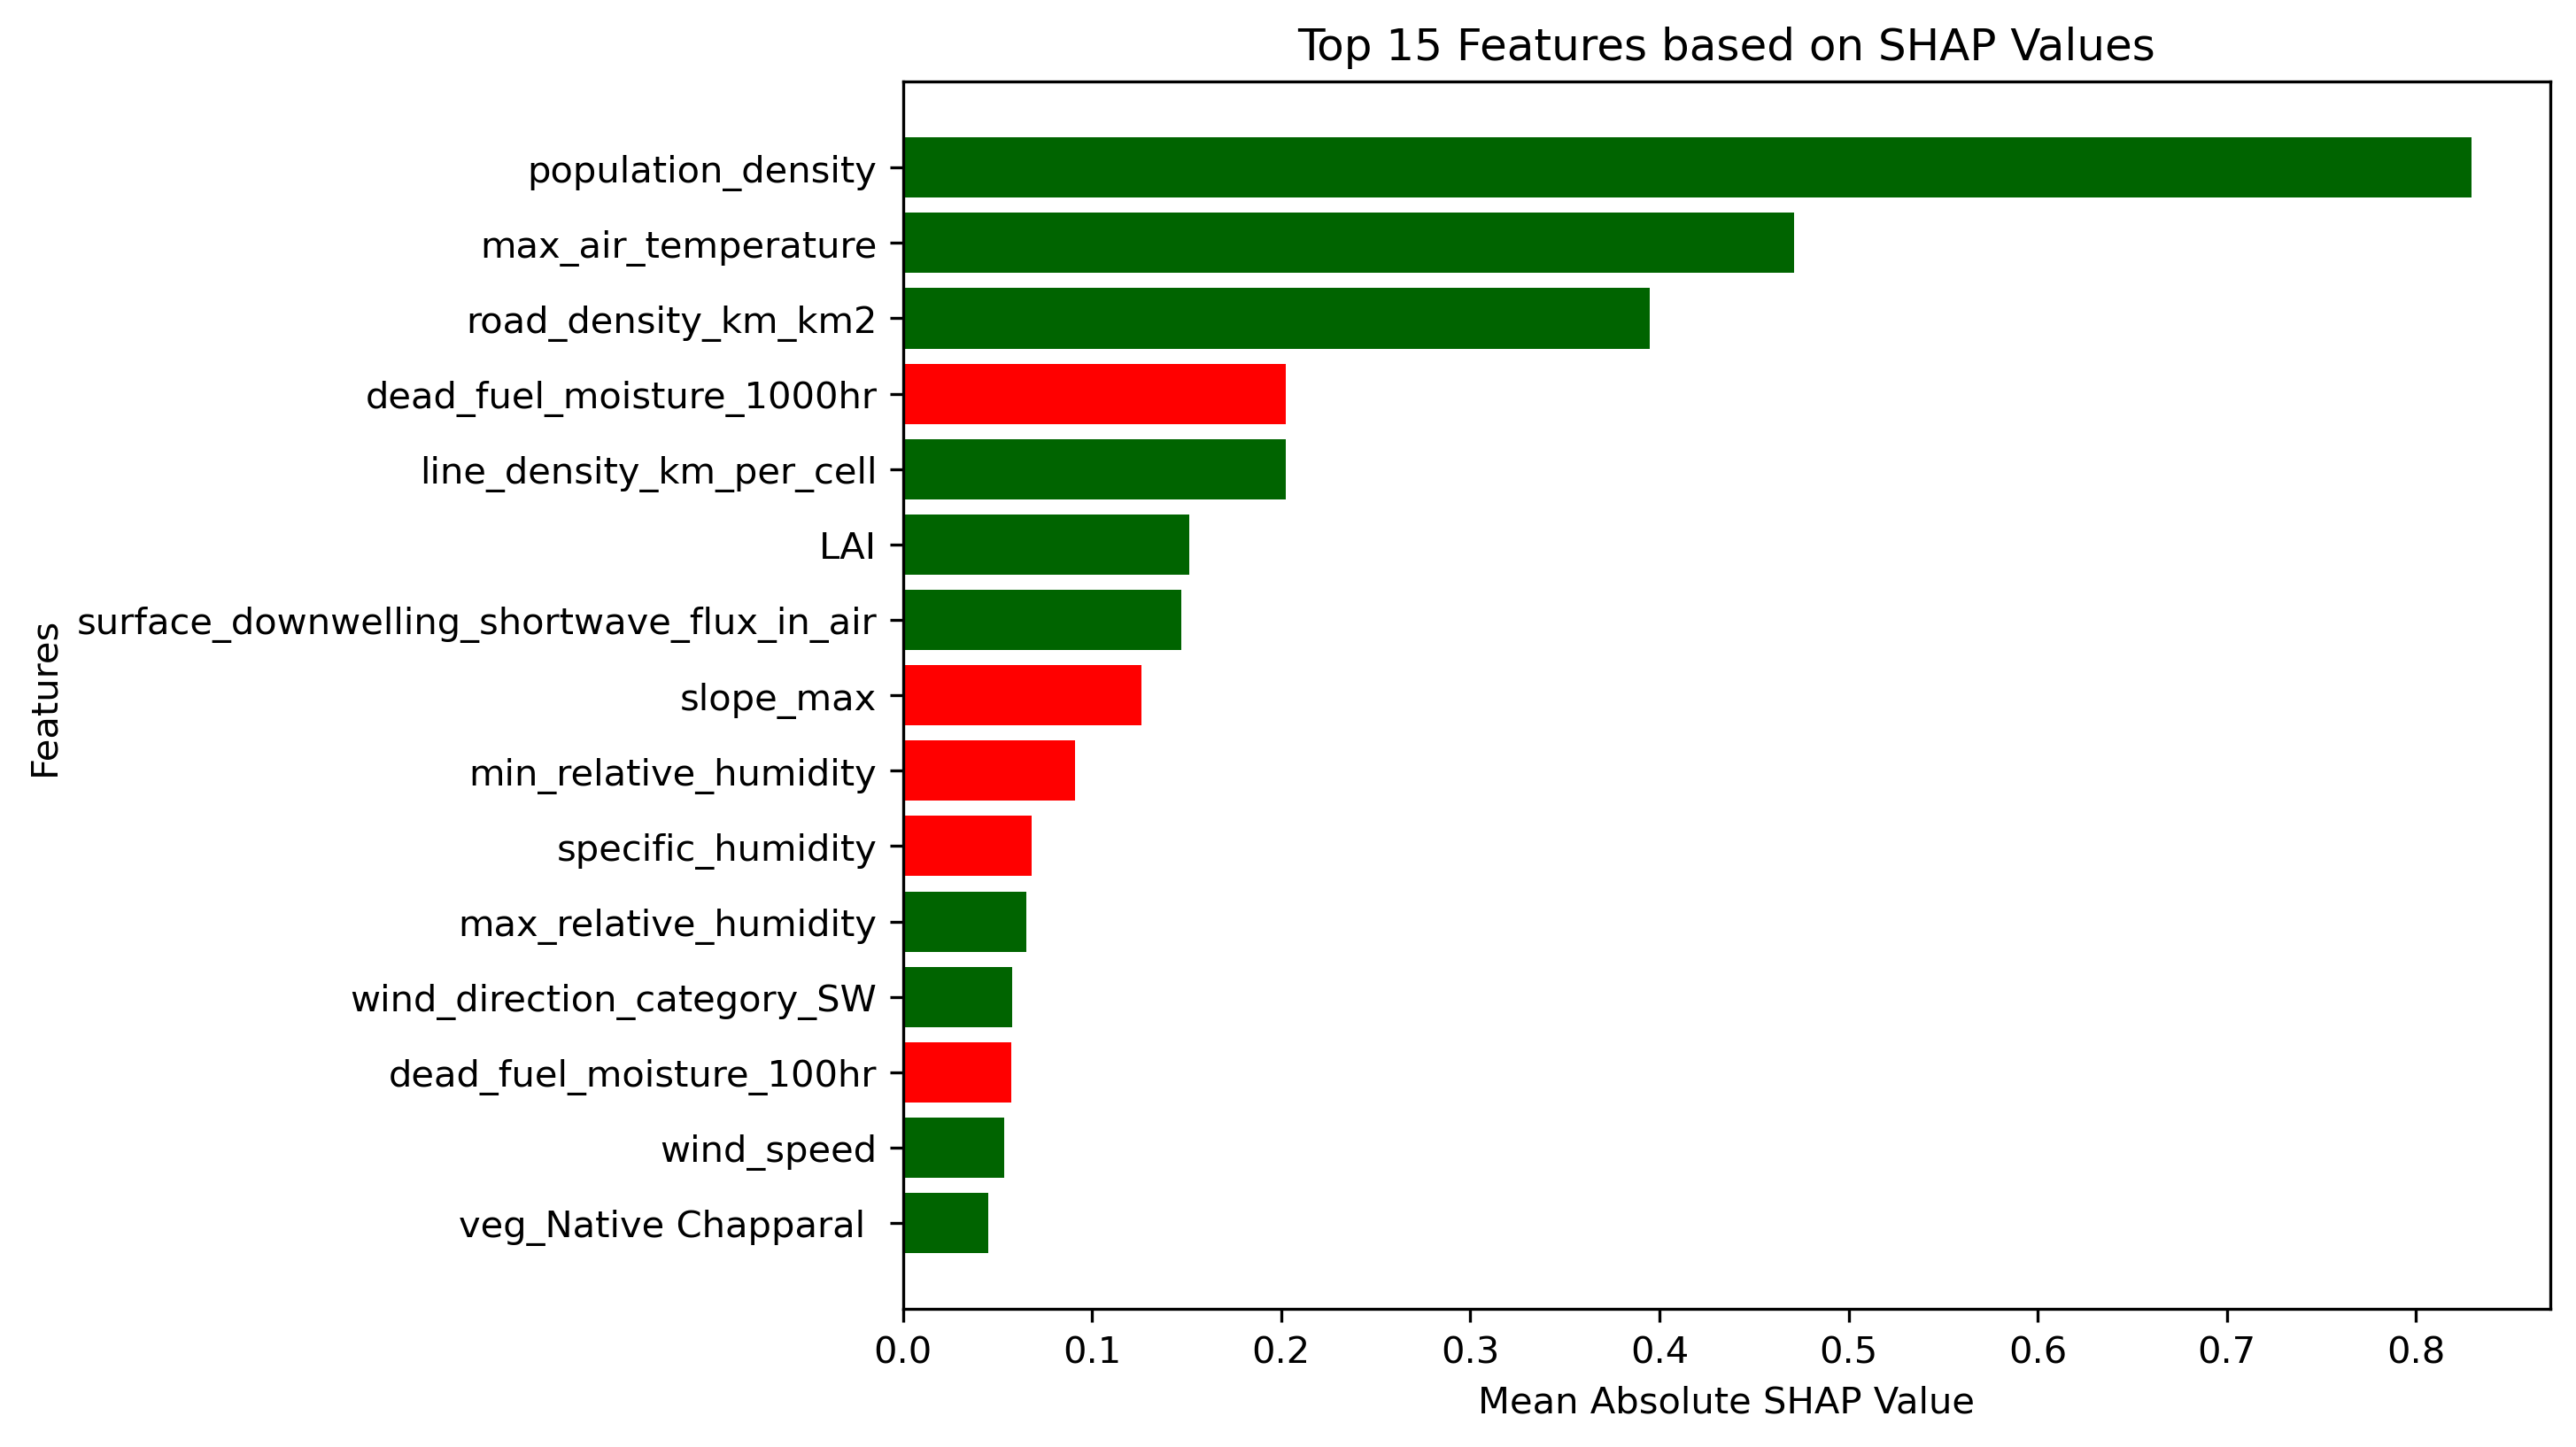 Top 15 Features based on SHAP Values
population_density
max_air_temperature
road_density_km_km2
dead_fuel_moisture_1000hr
line_density_km_per_cell
LAI
surface_downwelling_shortwave_flux_in_air
slope_max
min_relative_humidity
specific_humidity
max_relative_humidity
wind_direction_category_SW
dead_fuel_moisture_100hr
wind_speed
veg_Native Chapparal
Features
0.0 0.1 0.2 0.3 0.4 0.5 0.6 0.7 0.8
Mean Absolute SHAP Value